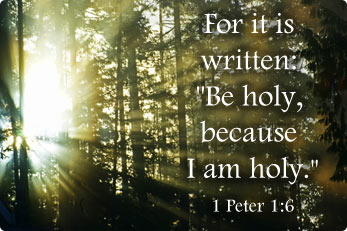 For it is
written:
"Be holy,
because
I am holy."
1 Peter 1:6